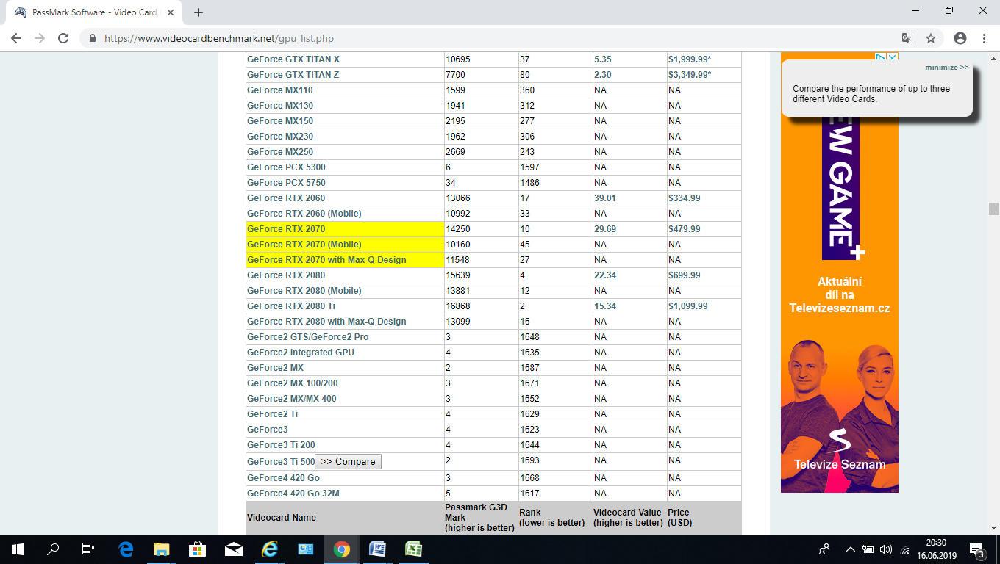 PassMark Software - Video Card
https://www.videocardbenchmark.net/gpu_list.php
GeForce GTX TITAN X 10695 37 5.35 $1,999.99*
GeForce GTX TITAN Z 7700 80 2.30 $3,349.99*
GeForce MX110 1599 360 NA NA
GeForce MX130 1941 312 NA NA
GeForce MX150 2195 277 NA NA
GeForce MX230 1962 306 NA NA
GeForce MX250 2669 243 NA NA
GeForce PCX 5300 6 1597 NA NA
GeForce PCX 5750 34 1486 NA NA
GeForce RTX 2060 13066 17 39.01 $334.99
GeForce RTX 2060 (Mobile) 10992 33 NA NA
GeForce RTX 2070 14250 10 29.69 $479.99
GeForce RTX 2070 (Mobile) 10160 45 NA NA
GeForce RTX 2070 with Max-Q Design 11548 27 NA NA
GeForce RTX 2080 15639 4 22.34 $699.99
GeForce RTX 2080 (Mobile) 13881 12 NA NA
GeForce RTX 2080 Ti 16868 2 15.34 $1,099.99
GeForce RTX 2080 with Max-Q Design 13099 16 NA NA
GeForce2 GTS/GeForce2 Pro 3 1648 NA NA
GeForce2 Integrated GPU 4 1635 NA NA
GeForce2 MX 2 1687 NA NA
GeForce2 MX 100/200 3 1671 NA NA
GeForce2 MX/MX 400 3 1652 NA NA
GeForce2 Ti 4 1629 NA NA
GeForce3 4 1623 NA NA
GeForce3 Ti 200 4 1644 NA NA
GeForce3 Ti 500 >> Compare 2 1693 NA NA
GeForce4 420 Go 3 1668 NA NA
GeForce4 420 Go 32M 5 1617 NA NA
Videocard Name
Passmark G3D
Mark
(higher is better)
Rank
(lower is better)
Videocard Value
(higher is better)
Price
(USD)
minimize >>
Compare the performance of up to three
different Video Cards.
EW GAME+
Aktuální
díl na
Televizeseznam.cz
Televize Seznam
20:30
16.06.2019
3